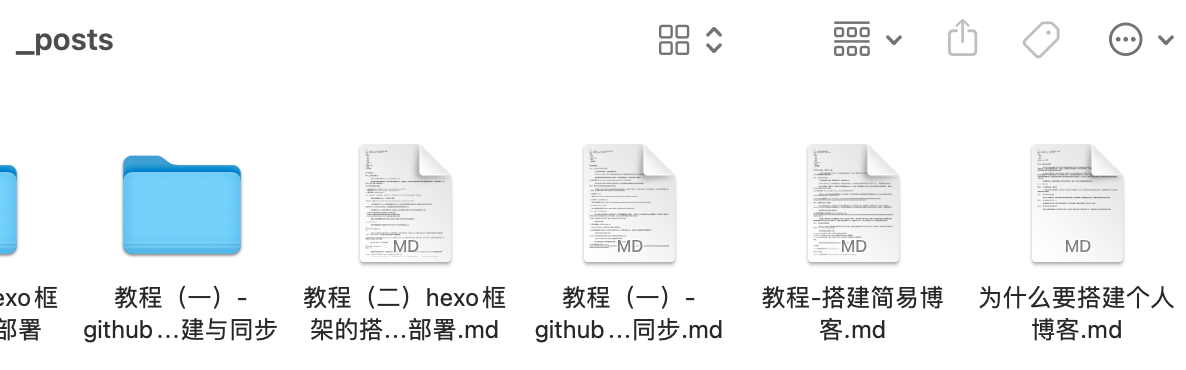 _posts
MD
MD
MD
MD
exo框
部署
教程（一）-
github…建与同步
教程（二）hexo框
架的搭…部署.md
教程（一）-
github…同步.md
教程-搭建简易博
客.md
为什么要搭建个人
博客.md